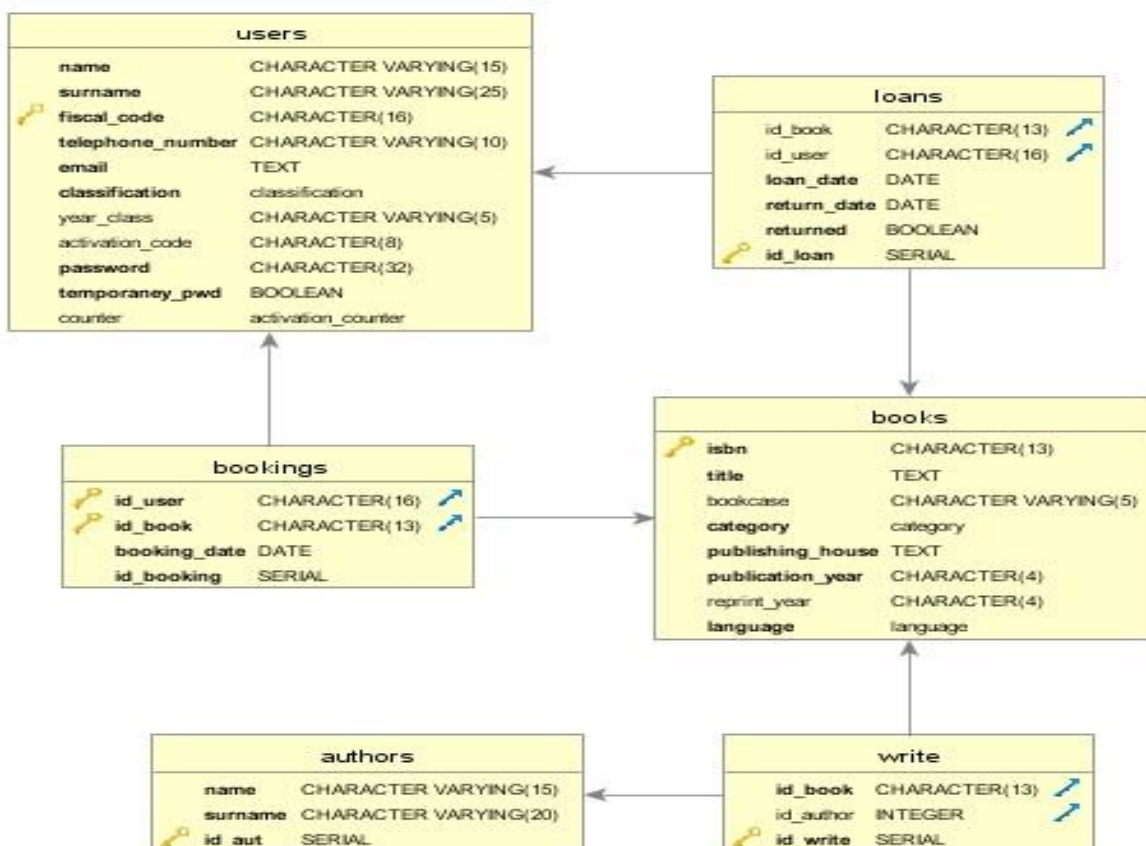 users
name CHARACTER VARYING(15)
surname CHARACTER VARYING(25)
fiscal_code CHARACTER(16)
telephone_number CHARACTER VARYING(10)
email TEXT
classification classification
year_class CHARACTER VARYING(5)
activation_code CHARACTER(8)
password CHARACTER(32)
temporaney_pwd BOOLEAN
counter activation_counter
loans
id_book CHARACTER(13)
id_user CHARACTER(16)
loan_date DATE
return_date DATE
returned BOOLEAN
id_loan SERIAL
bookings
id_user CHARACTER(16)
id_book CHARACTER(13)
booking_date DATE
id_booking SERIAL
books
isbn CHARACTER(13)
title TEXT
bookcase CHARACTER VARYING(5)
category category
publishing_house TEXT
publication_year CHARACTER(4)
reprint_year CHARACTER(4)
language language
authors
name CHARACTER VARYING(15)
surname CHARACTER VARYING(20)
id_aut SERIAL
write
id_book CHARACTER(13)
id_author INTEGER
id_write SERIAL